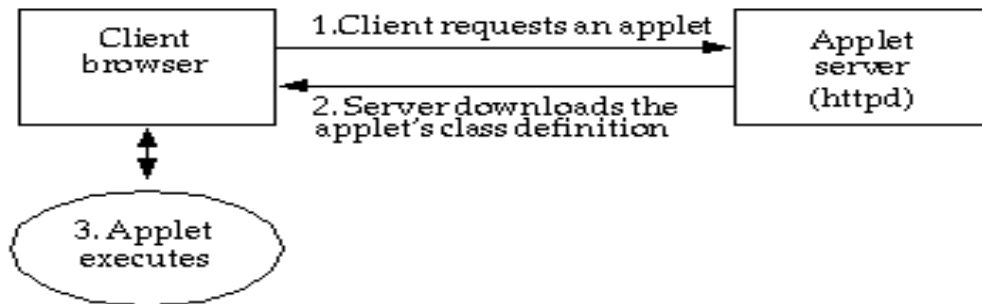 Client
browser
1.Client requests an applet
Applet
server
(httpd)
2. Server downloads the
applet's class definition
3. Applet
executes